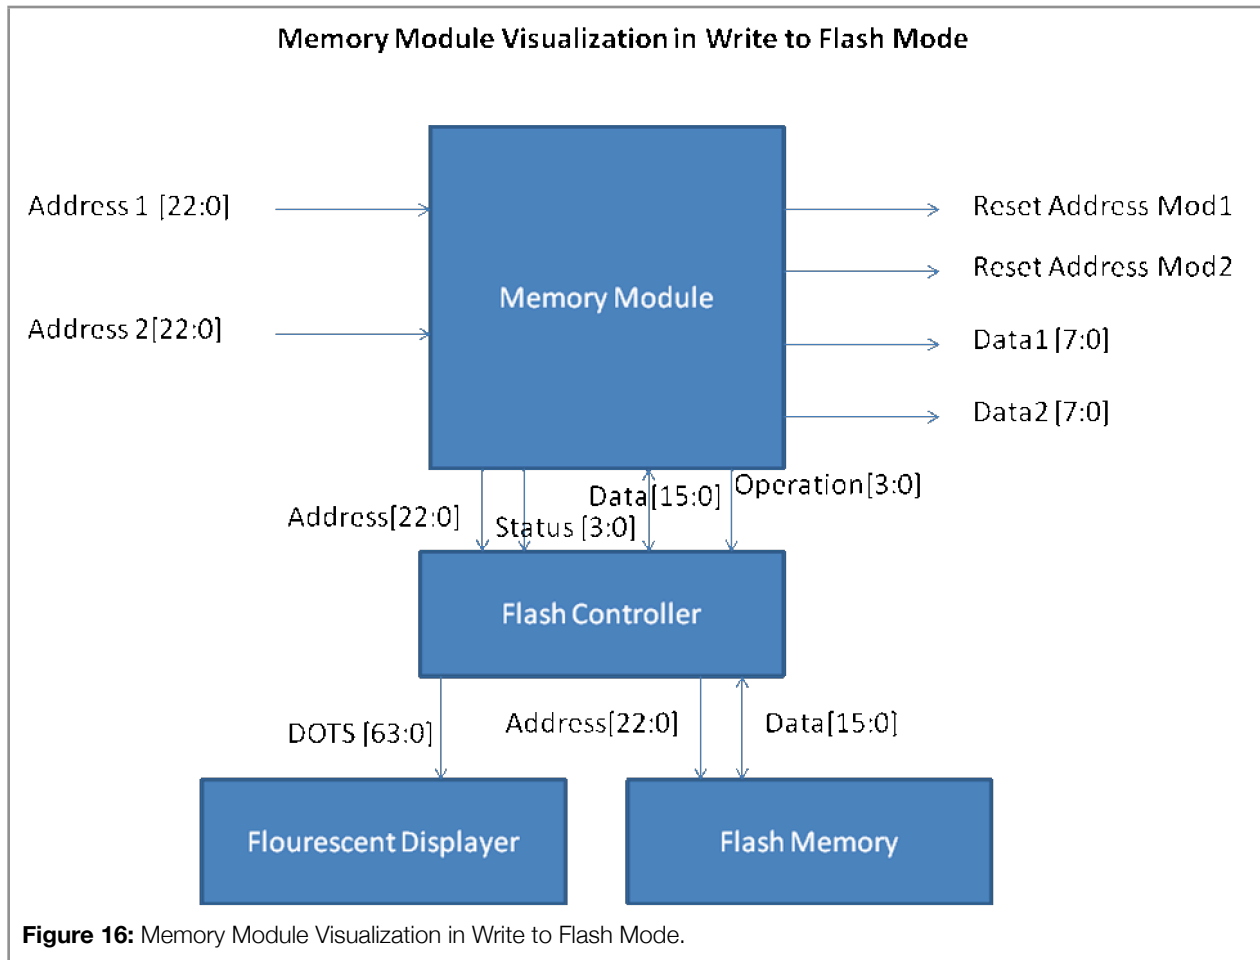 Memory Module Visualization in Write to Flash Mode
Address 1 [22:0]
Reset Address Mod1
Reset Address Mod2
Memory Module
Address 2[22:0]
Data1 [7:0]
Data2 [7:0]
Operation[3:0]
Data[15:0]
Address[22:0]
Status [3:0]
Flash Controller
DOTS [63:0]
Address[22:0]
Data[15:0]
Flourescent Displayer
Flash Memory
Figure 16: Memory Module Visualization in Write to Flash Mode.